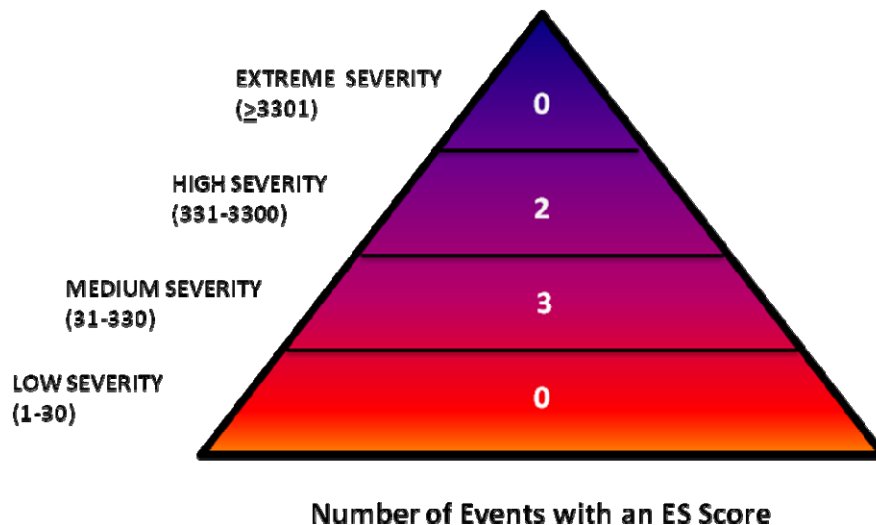 EXTREME SEVERITY
(≥3301)
0
HIGH SEVERITY
(331-3300)
2
MEDIUM SEVERITY
(31-330)
3
LOW SEVERITY
(1-30)
0
Number of Events with an ES Score